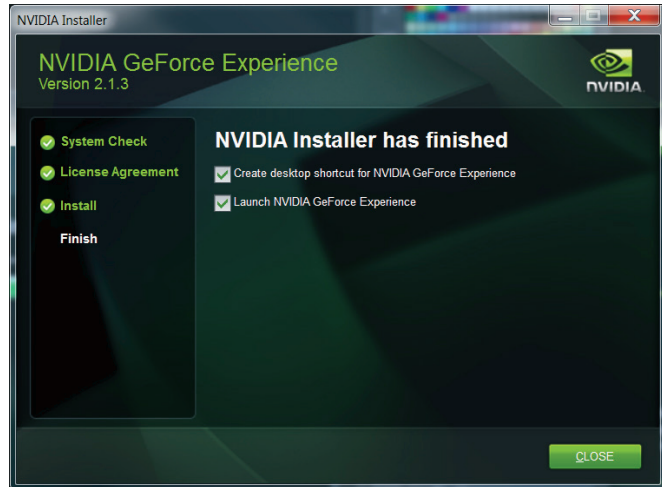 NVIDIA Installer
NVIDIA GeForce Experience
Version 2.1.3
NVIDIA.
System Check
License Agreement
Install
Finish
NVIDIA Installer has finished
Create desktop shortcut for NVIDIA GeForce Experience
Launch NVIDIA GeForce Experience
CLOSE